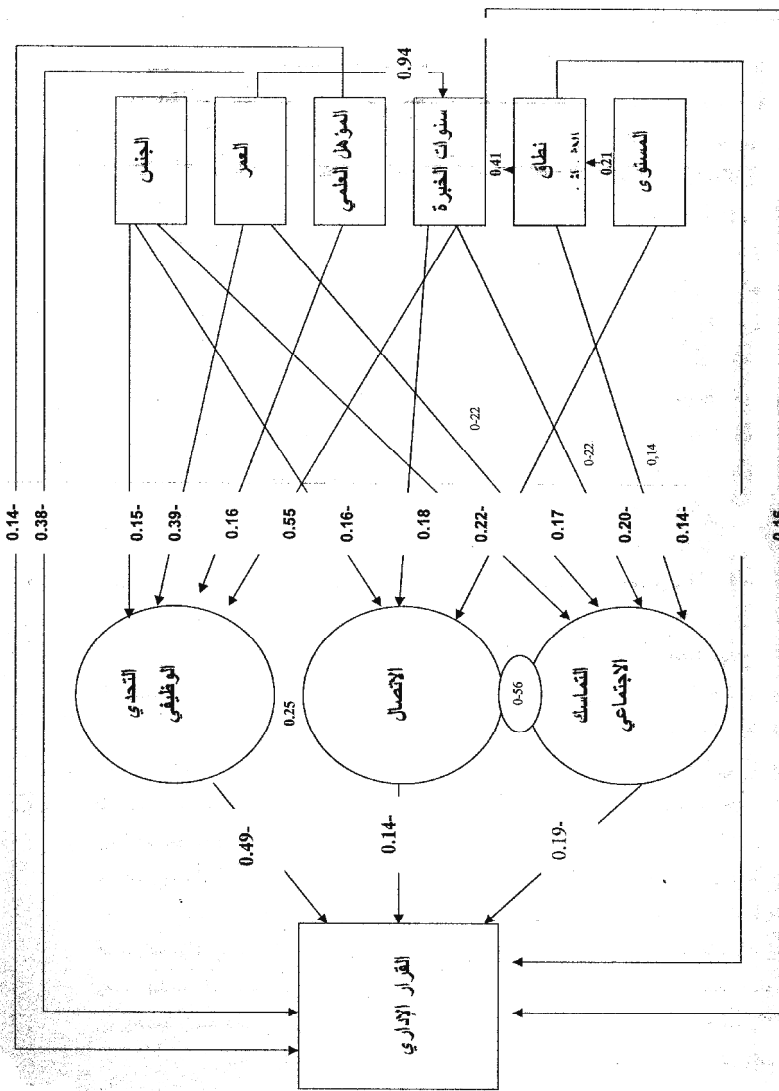 0.94
الجنس
العمر
المؤهل العلمي
سنوات الخبرة
0.41
نطاق
0.21
المستوى
0-22
0-22
0,14
0.14-
0.38-
0.15-
0.39-
0.16
0.55
0.16-
0.18
0.22-
0.17
0.20-
0.14-
التحدي
الوظيفي
0.25
الاتصال
0-56
التماسك
الاجتماعي
0.49-
0.14-
0.19-
القرار الإداري